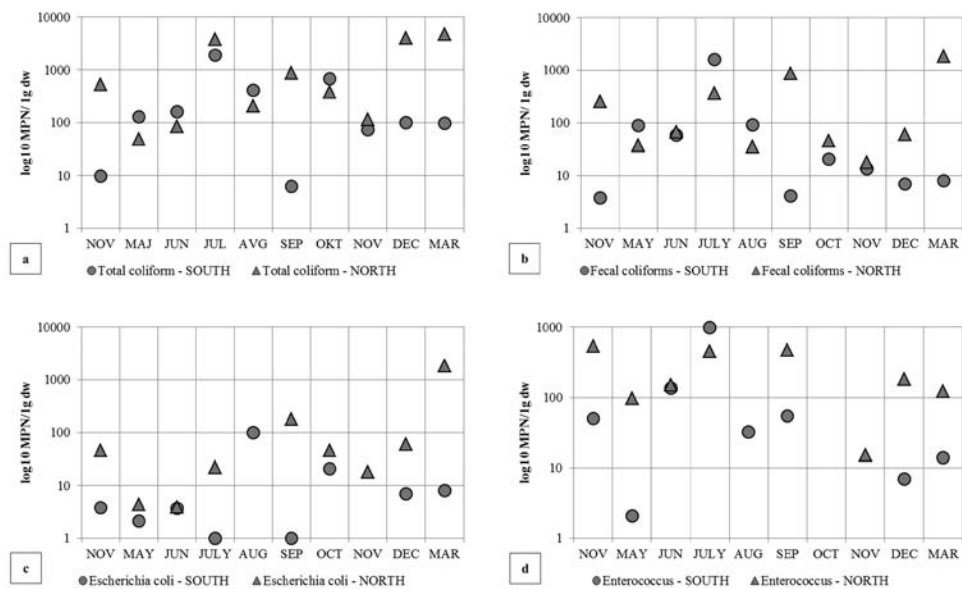 10000
1000
100
10
1
log10 MPN/ 1g dw
NOV MAJ JUN JUL AVG SEP OKT NOV DEC MAR
a
Total coliform - SOUTH Total coliform - NORTH
10000
1000
100
10
1
log10 MPN/ 1g dw
NOV MAY JUN JULY AUG SEP OCT NOV DEC MAR
b
Fecal coliforms - SOUTH Fecal coliforms - NORTH
10000
1000
100
10
1
log10 MPN/1g dw
NOV MAY JUN JULY AUG SEP OCT NOV DEC MAR
c
Escherichia coli - SOUTH Escherichia coli - NORTH
1000
100
10
1
log10 MPN/1g dw
NOV MAY JUN JULY AUG SEP OCT NOV DEC MAR
d
Enterococcus - SOUTH Enterococcus - NORTH